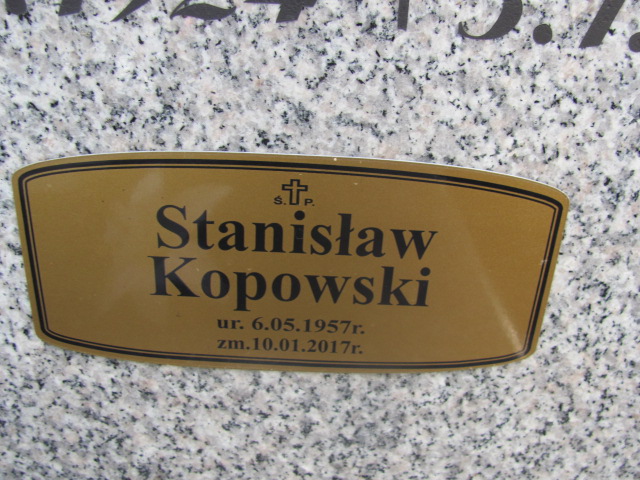 Ś. P.
Stanisław
Kopowski
ur. 6.05.1957r.
zm.10.01.2017r.